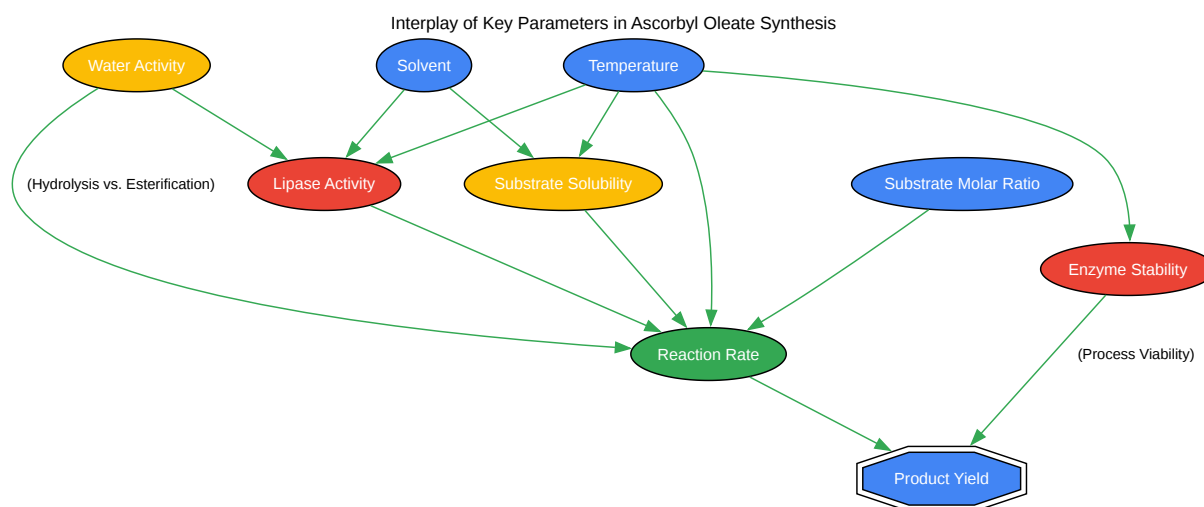 Interplay of Key Parameters in Ascorbyl Oleate Synthesis
Water Activity
Solvent
Temperature
(Hydrolysis vs. Esterification)
Lipase Activity
Substrate Solubility
Substrate Molar Ratio
Enzyme Stability
Reaction Rate
(Process Viability)
Product Yield